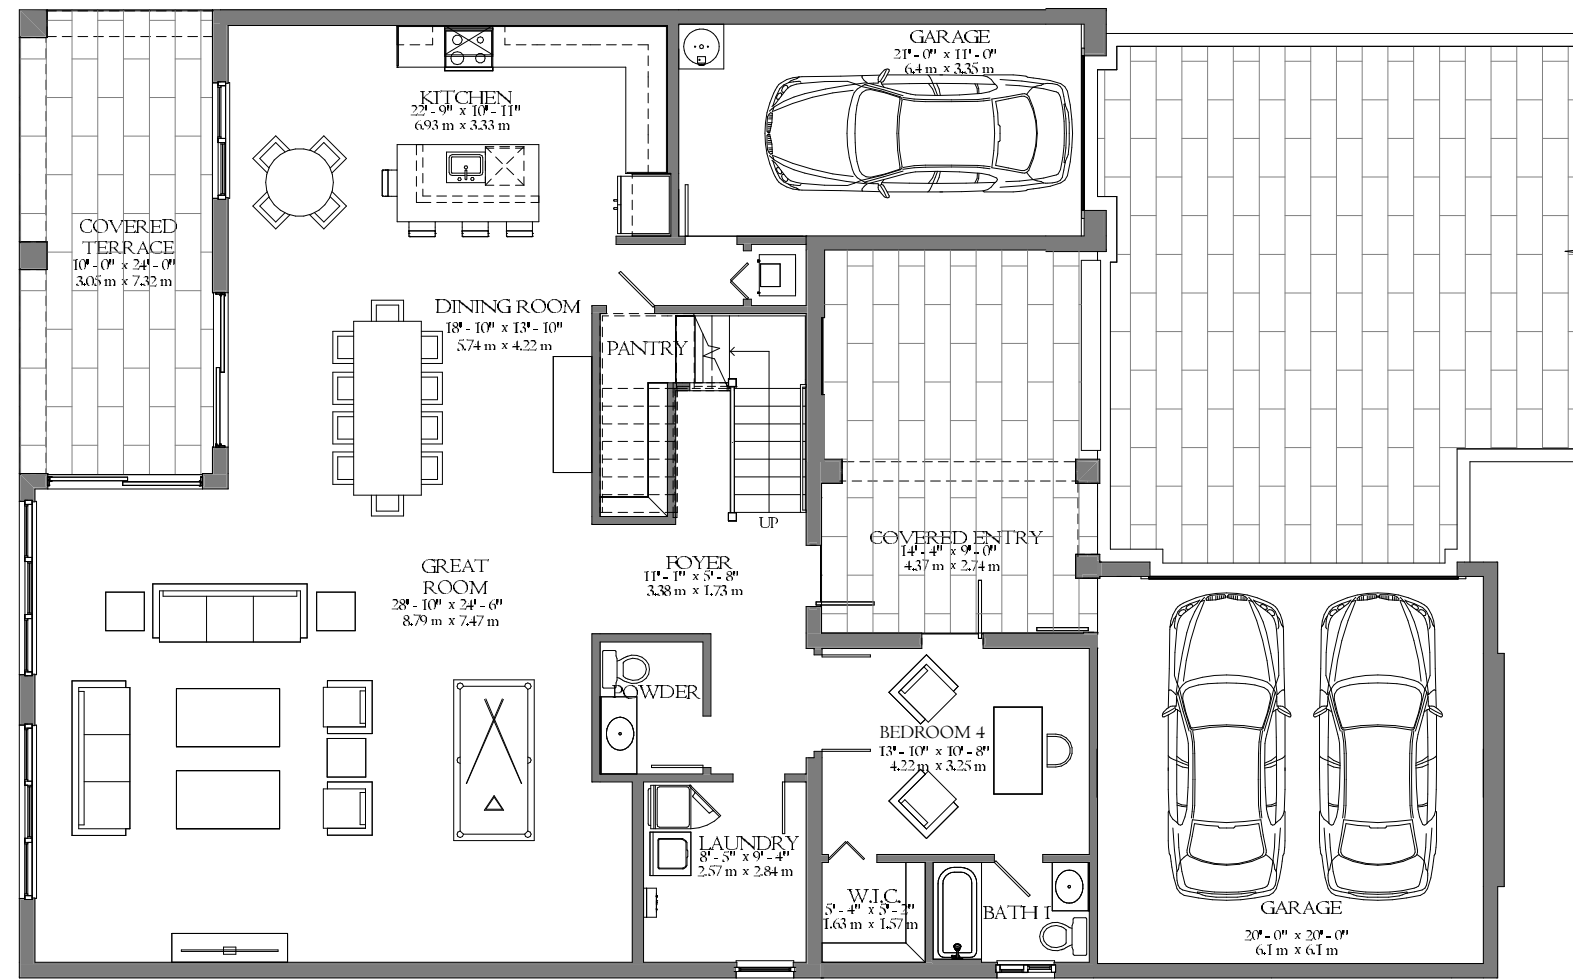 GARAGE
21'-0" x 11'-0"
6.4 m x 3.35 m
KITCHEN
22'-9" x 10'-11"
6.93 m x 3.33 m
COVERED
TERRACE
10'-0" x 24'-0"
3.05 m x 7.32 m
DINING ROOM
18'-10" x 13'-10"
5.74 m x 4.22 m
PANTRY
UP
COVERED ENTRY
14'-4" x 9'-0"
4.37 m x 2.74 m
GREAT
ROOM
28'-10" x 24'-6"
8.79 m x 7.47 m
FOYER
11'-1" x 5'-8"
3.38 m x 1.73 m
POWDER
BEDROOM 4
13'-10" x 10'-8"
4.22 m x 3.25 m
LAUNDRY
8'-5" x 9'-4"
2.57 m x 2.84 m
W.I.C.
5'-4" x 5'-2"
1.63 m x 1.57 m
BATH 1
GARAGE
20'-0" x 20'-0"
6.1 m x 6.1 m